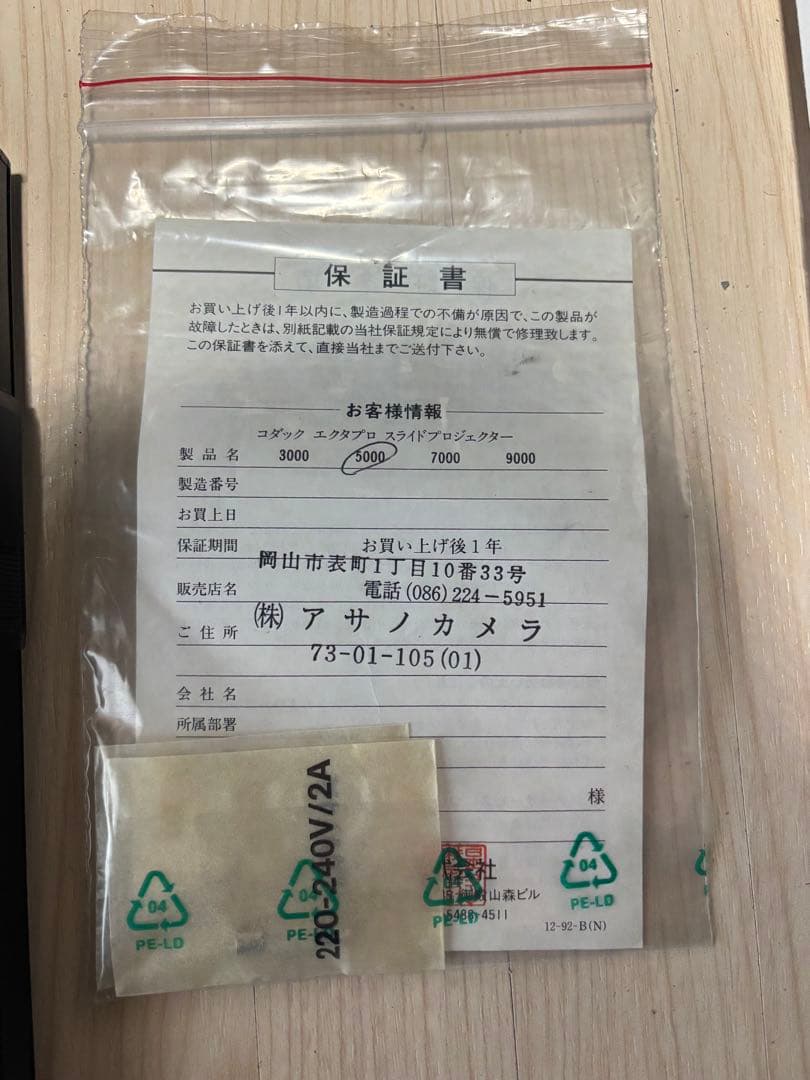 保証書
お買い上げ後1年以内に、製造過程での不備が原因で、この製品が
故障したときは、別紙記載の当社保証規定により無償で修理致します。
この保証書を添えて、直接当社までご送付下さい。
お客様情報
コダック エクタプロ スライドプロジェクター
製品名 3000 5000 7000 9000
製造番号
お買上日
保証期間 お買い上げ後1年
岡山市表町1丁目10番33号
販売店名 電話(086)224-5951
(株)アサノカメラ
ご住所
73-01-105(01)
会社名
所属部署
様
220-240V/2A
会社
山森ビル
5488-4511
12-92-B(N)
04
PE-LD
04
PE-LD
04
PE-LD
04
PE-LD